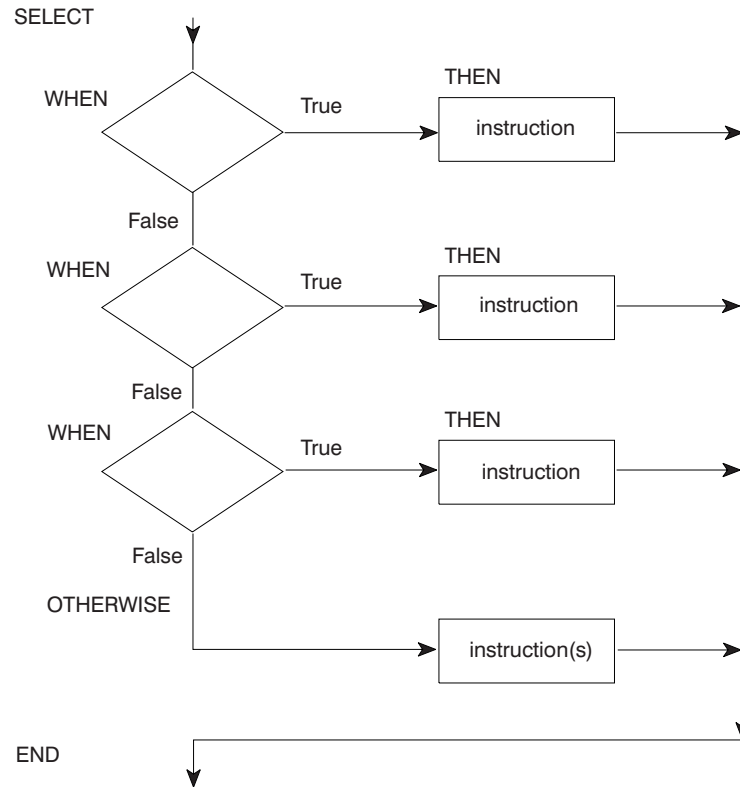 SELECT
WHEN
True
THEN
instruction
False
WHEN
True
THEN
instruction
False
WHEN
True
THEN
instruction
False
OTHERWISE
instruction(s)
END